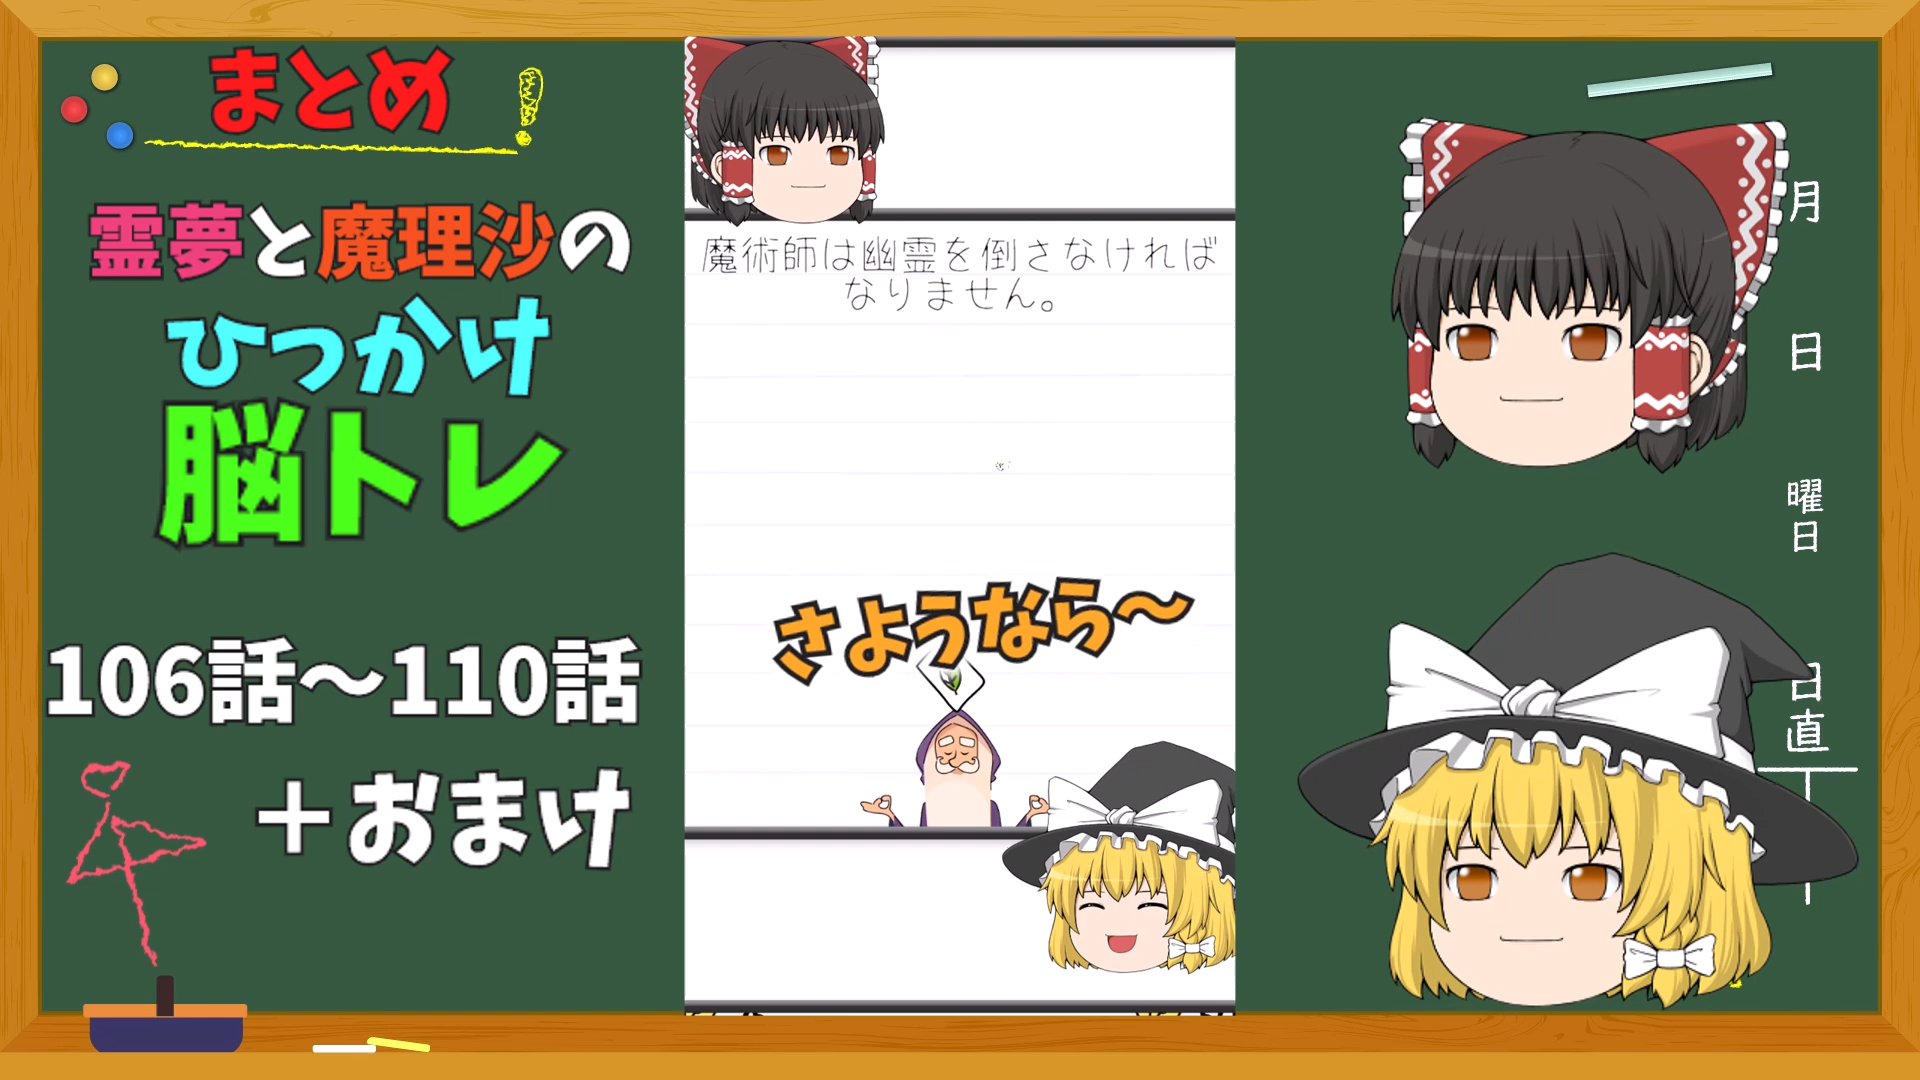 まとめ!
霊夢と魔理沙の
ひっかけ
脳トレ
106話～110話
＋おまけ
魔術師は幽霊を倒さなければ
なりません。
さようなら～
月
日
曜日
日直